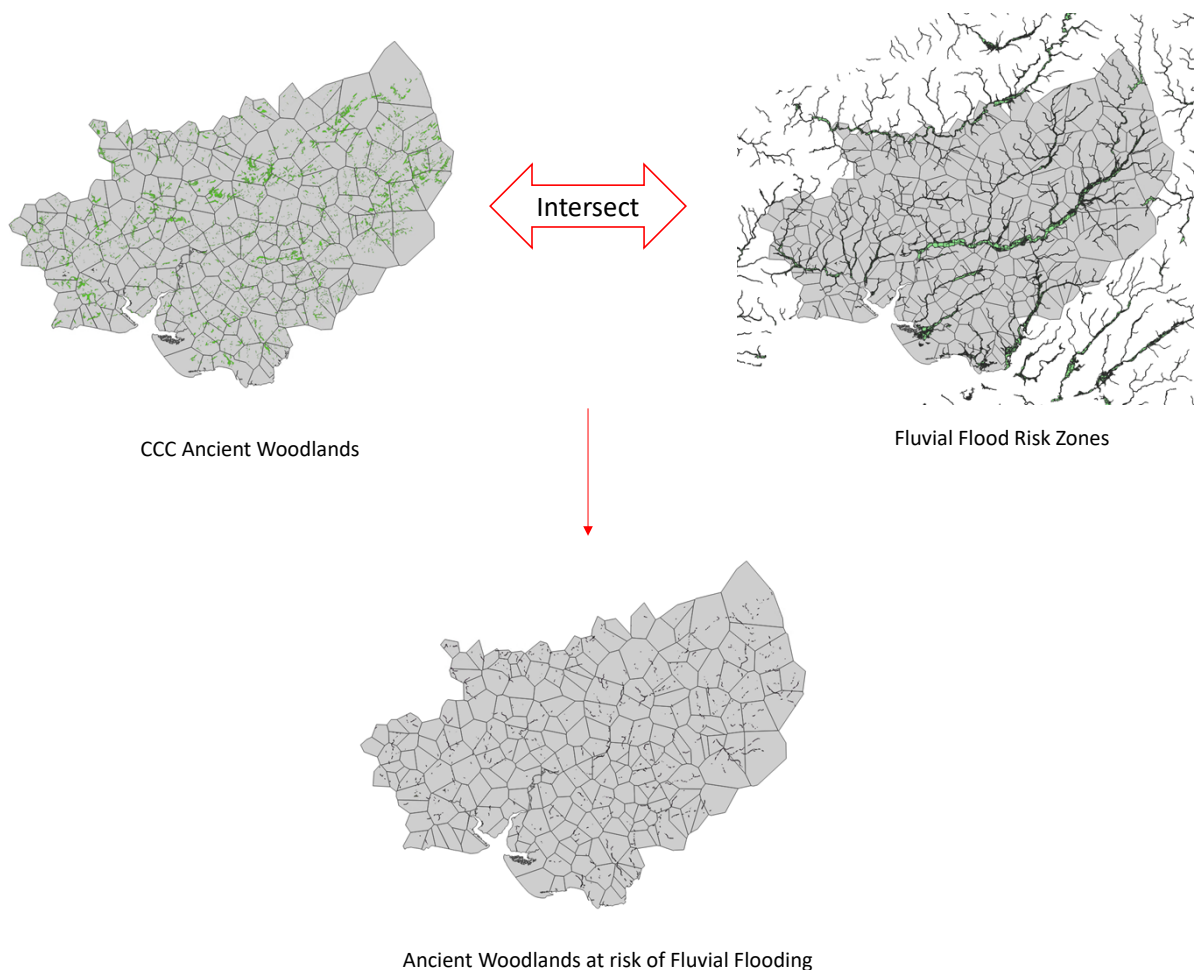 Intersect
CCC Ancient Woodlands
Fluvial Flood Risk Zones
Ancient Woodlands at risk of Fluvial Flooding